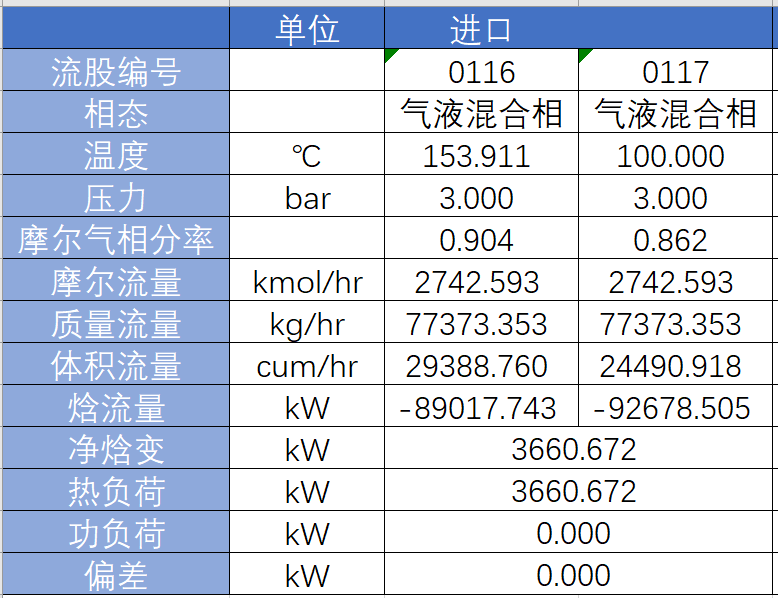 单位 进口
流股编号 0116 0117
相态 气液混合相 气液混合相
温度 ℃ 153.911 100.000
压力 bar 3.000 3.000
摩尔气相分率 0.904 0.862
摩尔流量 kmol/hr 2742.593 2742.593
质量流量 kg/hr 77373.353 77373.353
体积流量 cum/hr 29388.760 24490.918
焓流量 kW -89017.743 -92678.505
净焓变 kW 3660.672
热负荷 kW 3660.672
功负荷 kW 0.000
偏差 kW 0.000